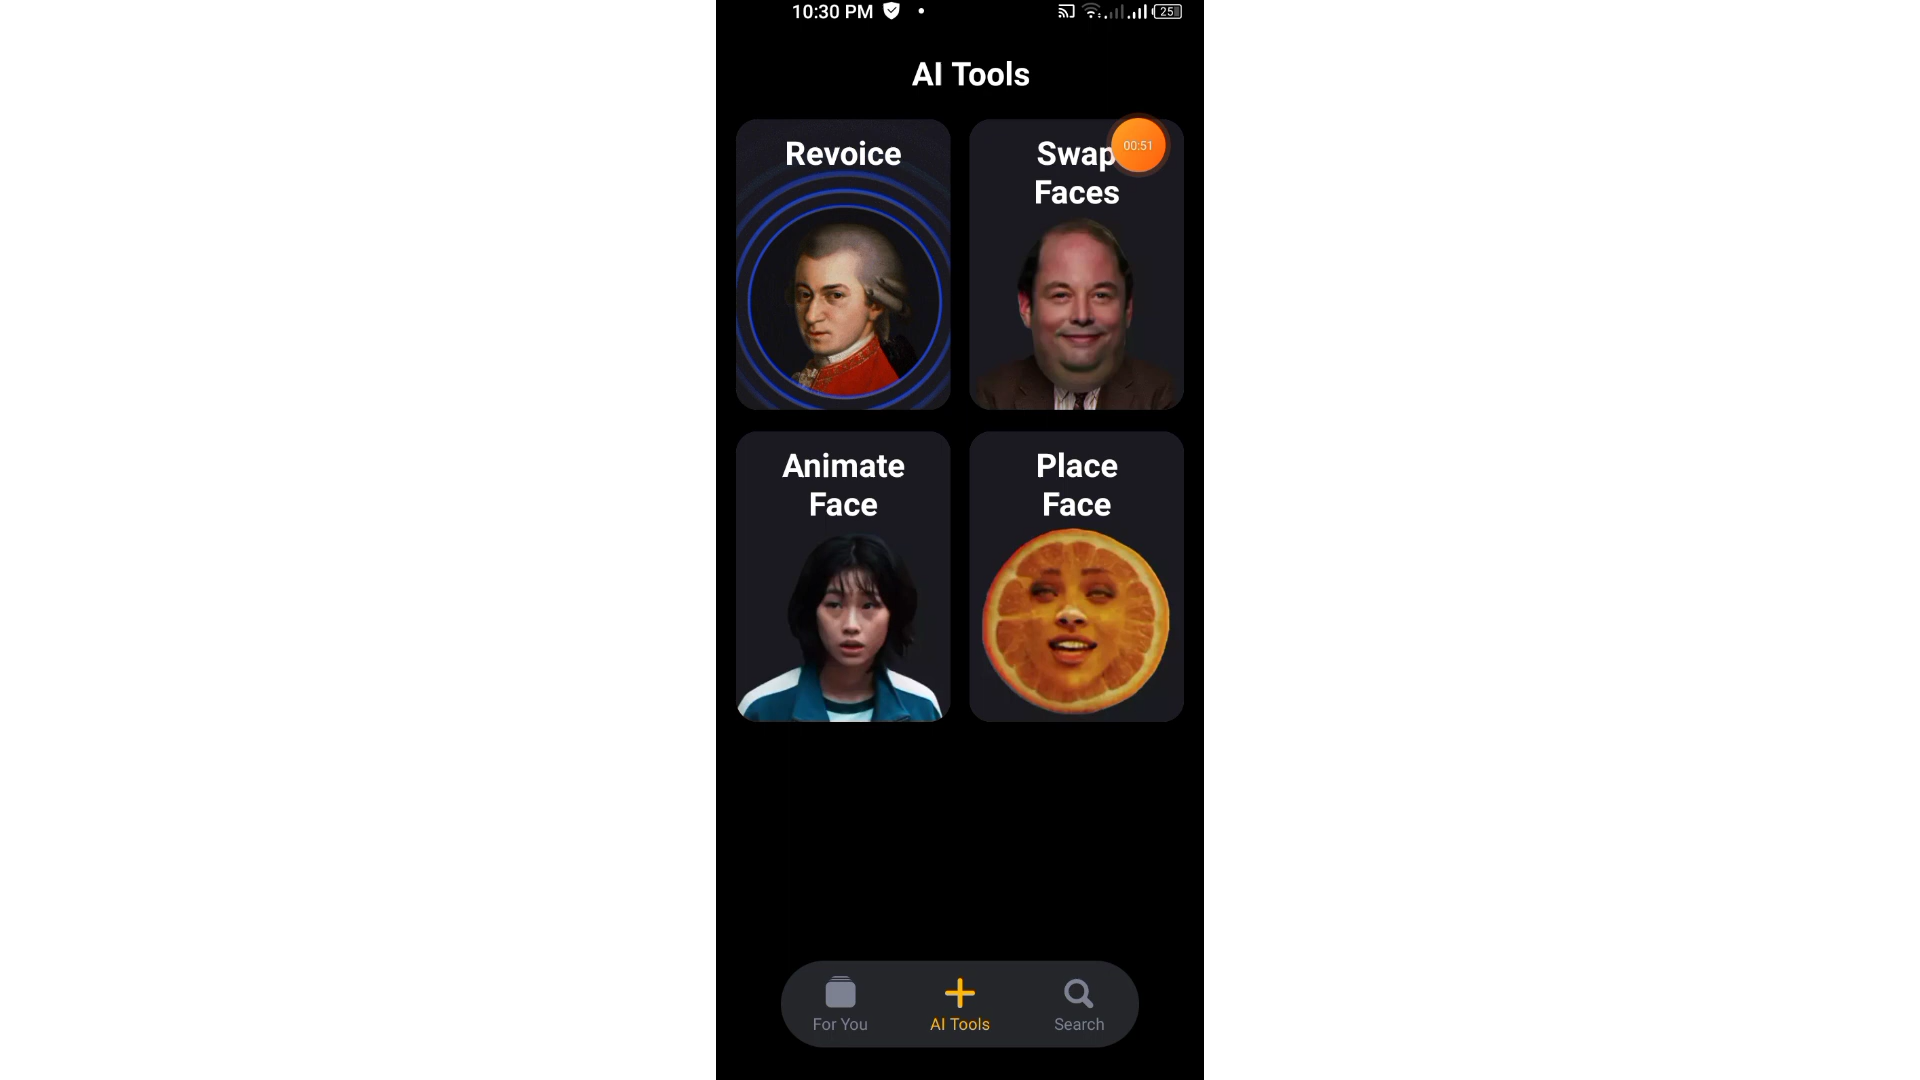 10:30 PM
25
AI Tools
Revoice
Swap
Faces
00:51
Animate
Face
Place
Face
For You
AI Tools
Search